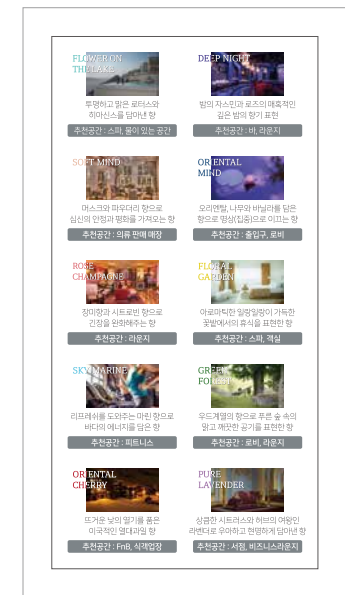 FLOWER ON
THE LAKE
투명하고 맑은 로터스와
히아신스를 담아낸 향
추천공간 : 스파, 물이 있는 공간
DEEP NIGHT
밤의 자스민과 로즈의 매혹적인
깊은 밤의 향기 표현
추천공간 : 바, 라운지
SOFT MIND
머스크와 파우더리 향으로
심신의 안정과 평화를 가져오는 향
추천공간 : 의류 판매 매장
ORIENTAL
MIND
오리엔탈, 나무와 바닐라를 담은
향으로 명상(집중)으로 이끄는 향
추천공간 : 출입구, 로비
ROSE
CHAMPAGNE
장미향과 시트로빈 향으로
긴장을 완화해주는 향
추천공간 : 라운지
FLORAL
GARDEN
아로마틱한 일랑일랑이 가득한
꽃밭에서의 휴식을 표현한 향
추천공간 : 스파, 객실
SKY MARINE
리프레쉬를 도와주는 마린 향으로
바다의 에너지를 담은 향
추천공간 : 피트니스
GREEN
FOREST
우드계열의 향으로 푸른 숲 속의
맑고 깨끗한 공기를 표현한 향
추천공간 : 로비, 라운지
ORIENTAL
CHERRY
뜨거운 낮의 열기를 품은
이국적인 열대과일 향
추천공간 : FnB, 식객업장
PURE
LAVENDER
상큼한 시트러스와 허브의 여왕인
라벤더로 우아하고 현명하게 담아낸 향
추천공간 : 서점, 비즈니스라운지